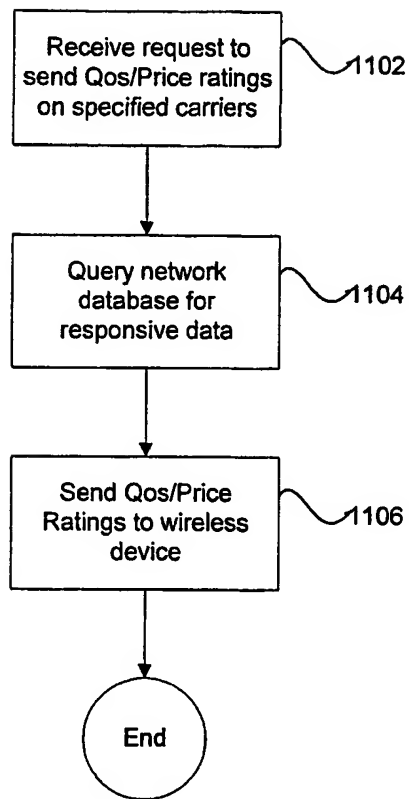 Receive request to
send Qos/Price ratings
on specified carriers
1102
Query network
database for
responsive data
1104
Send Qos/Price
Ratings to wireless
device
1106
End